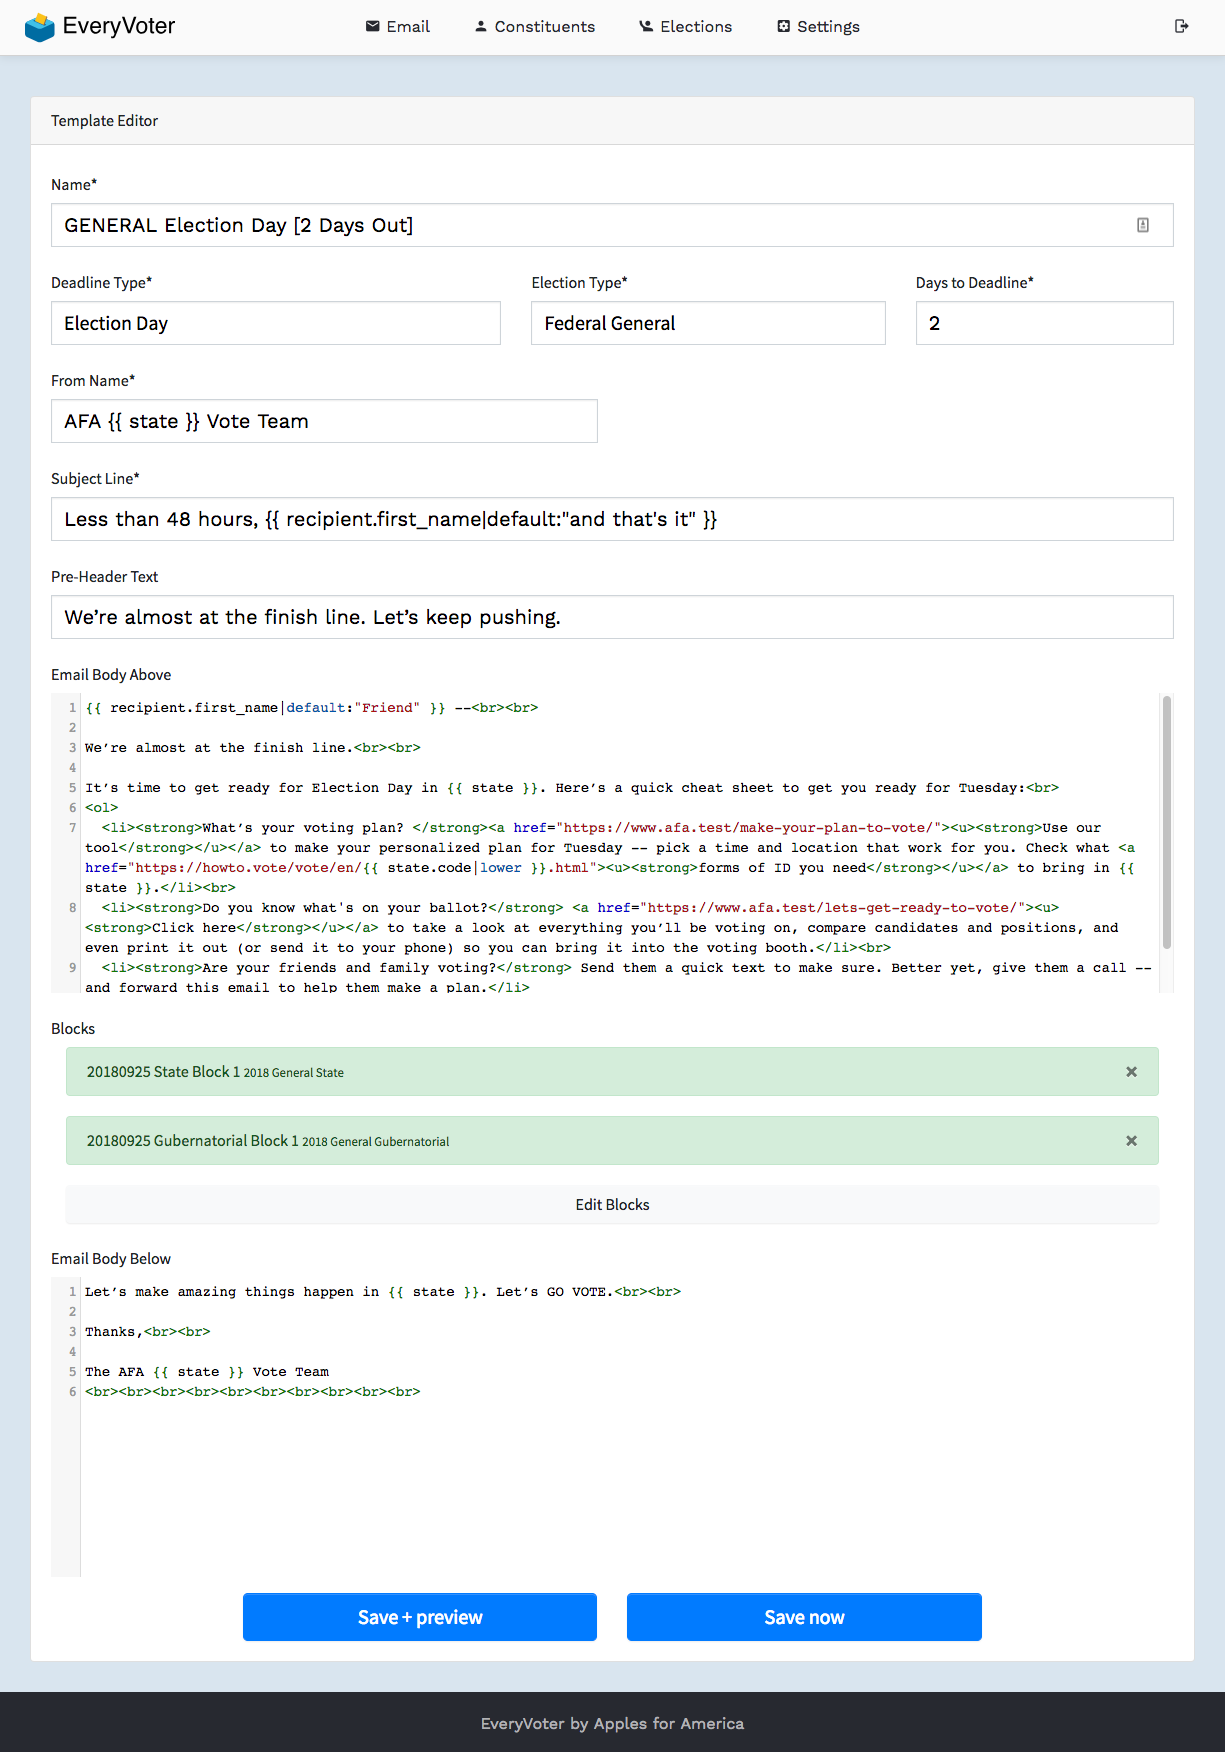 EveryVoter
Email
Constituents
Elections
Settings
Template Editor
Name*
GENERAL Election Day [2 Days Out]
Deadline Type*
Election Type*
Days to Deadline*
Election Day
Federal General
2
From Name*
AFA {{ state }} Vote Team
Subject Line*
Less than 48 hours, {{ recipient.first_name|default:"and that's it" }}
Pre-Header Text
We’re almost at the finish line. Let’s keep pushing.
Email Body Above
1 {{ recipient.first_name|default:"Friend" }} --<br><br>
2
3 We’re almost at the finish line.<br><br>
4
5 It’s time to get ready for Election Day in {{ state }}. Here’s a quick cheat sheet to get you ready for Tuesday:<br>
6 <ol>
7 <li><strong>What’s your voting plan? </strong><a href="https://www.afa.test/make-your-plan-to-vote/"><u><strong>Use our
tool</strong></u></a> to make your personalized plan for Tuesday -- pick a time and location that work for you. Check what <a
href="https://howto.vote/vote/en/{{ state.code|lower }}.html"><u><strong>forms of ID you need</strong></u></a> to bring in {{
state }}.</li><br>
8 <li><strong>Do you know what's on your ballot?</strong> <a href="https://www.afa.test/lets-get-ready-to-vote/"><u>
<strong>Click here</strong></u></a> to take a look at everything you’ll be voting on, compare candidates and positions, and
even print it out (or send it to your phone) so you can bring it into the voting booth.</li><br>
9 <li><strong>Are your friends and family voting?</strong> Send them a quick text to make sure. Better yet, give them a call --
and forward this email to help them make a plan.</li>
Blocks
20180925 State Block 1 2018 General State
20180925 Gubernatorial Block 1 2018 General Gubernatorial
Edit Blocks
Email Body Below
1 Let’s make amazing things happen in {{ state }}. Let’s GO VOTE.<br><br>
2
3 Thanks,<br><br>
4
5 The AFA {{ state }} Vote Team
6 <br><br><br><br><br><br><br><br><br><br>
Save + preview
Save now
EveryVoter by Apples for America